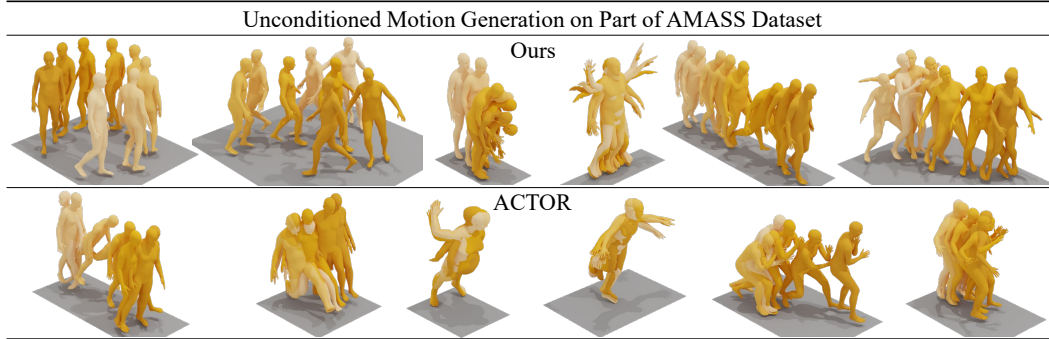 Unconditioned Motion Generation on Part of AMASS Dataset
Ours
ACTOR